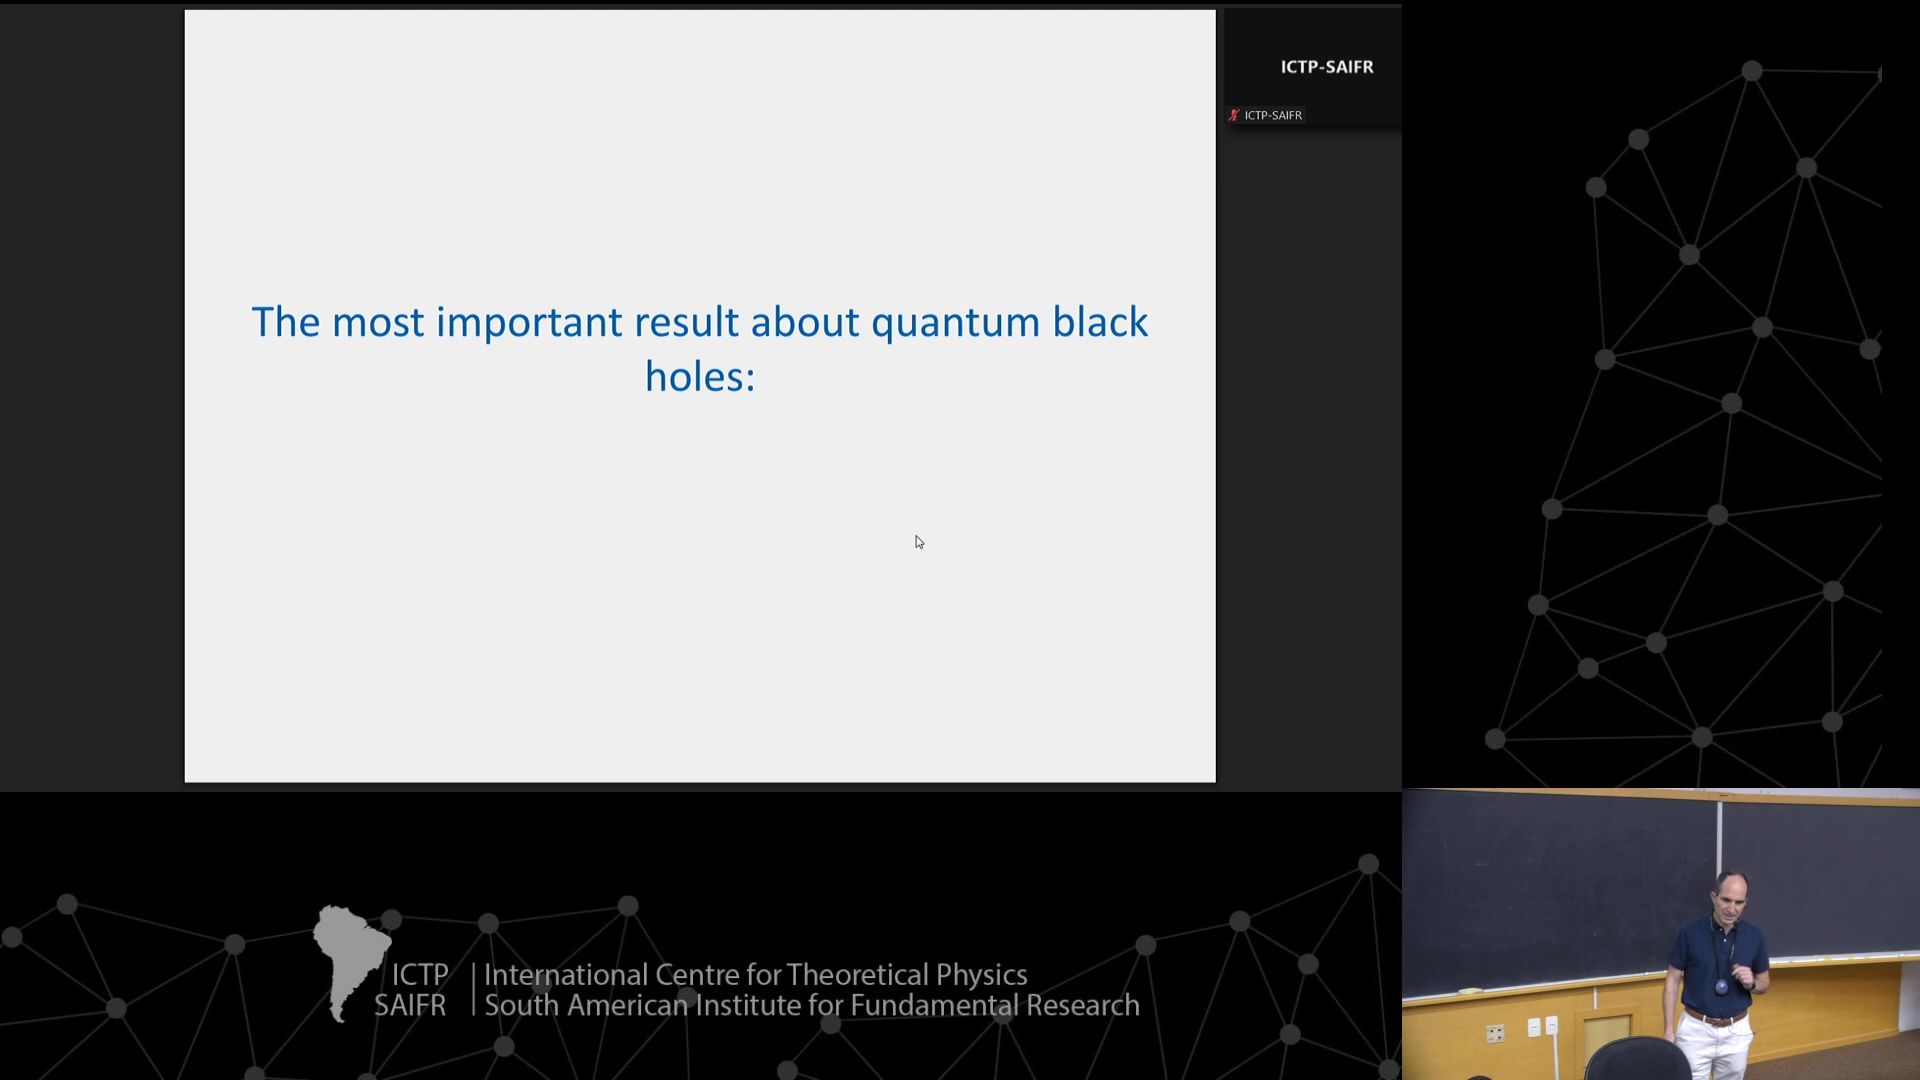 The most important result about quantum black
holes:
ICTP-SAIFR
ICTP-SAIFR
ICTP
SAIFR
International Centre for Theoretical Physics
South American Institute for Fundamental Research